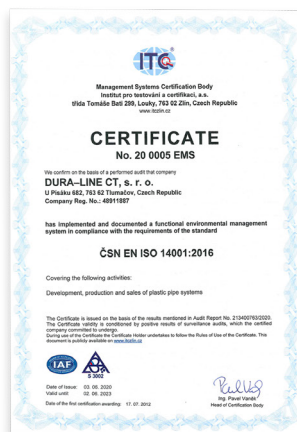 ITC
Management Systems Certification Body
Institut pro testování a certifikaci, a.s.
třída Tomáše Bati 299, Louky, 763 02 Zlín, Czech Republic
www.itczlin.cz
CERTIFICATE
No. 20 0005 EMS
We confirm on the basis of a performed audit that company
DURA–LINE CT, s. r. o.
U Písáku 682, 763 62 Tlumačov, Czech Republic
Company Reg. No.: 48911887
has implemented and documented a functional environmental management
system in compliance with the requirements of the standard
ČSN EN ISO 14001:2016
Covering the following activities:
Development, production and sales of plastic pipe systems
The Certificate is issued on the basis of the results mentioned in Audit Report No. 213400763/2020.
The Certificate validity is conditioned by positive results of surveillance audits, which the certified
company committed to undergo.
During use of the Certificate the Certificate Holder undertakes to follow the Rules of Use of the Certificate. This
document is publicly available on www.itczlin.cz
IAF
S 3002
Date of Issue: 03. 06. 2020
Valid until: 02. 06. 2023
Ing. Pavel Vaněk
Head of Certification Body
Date of the first certification awarding: 17. 07. 2012